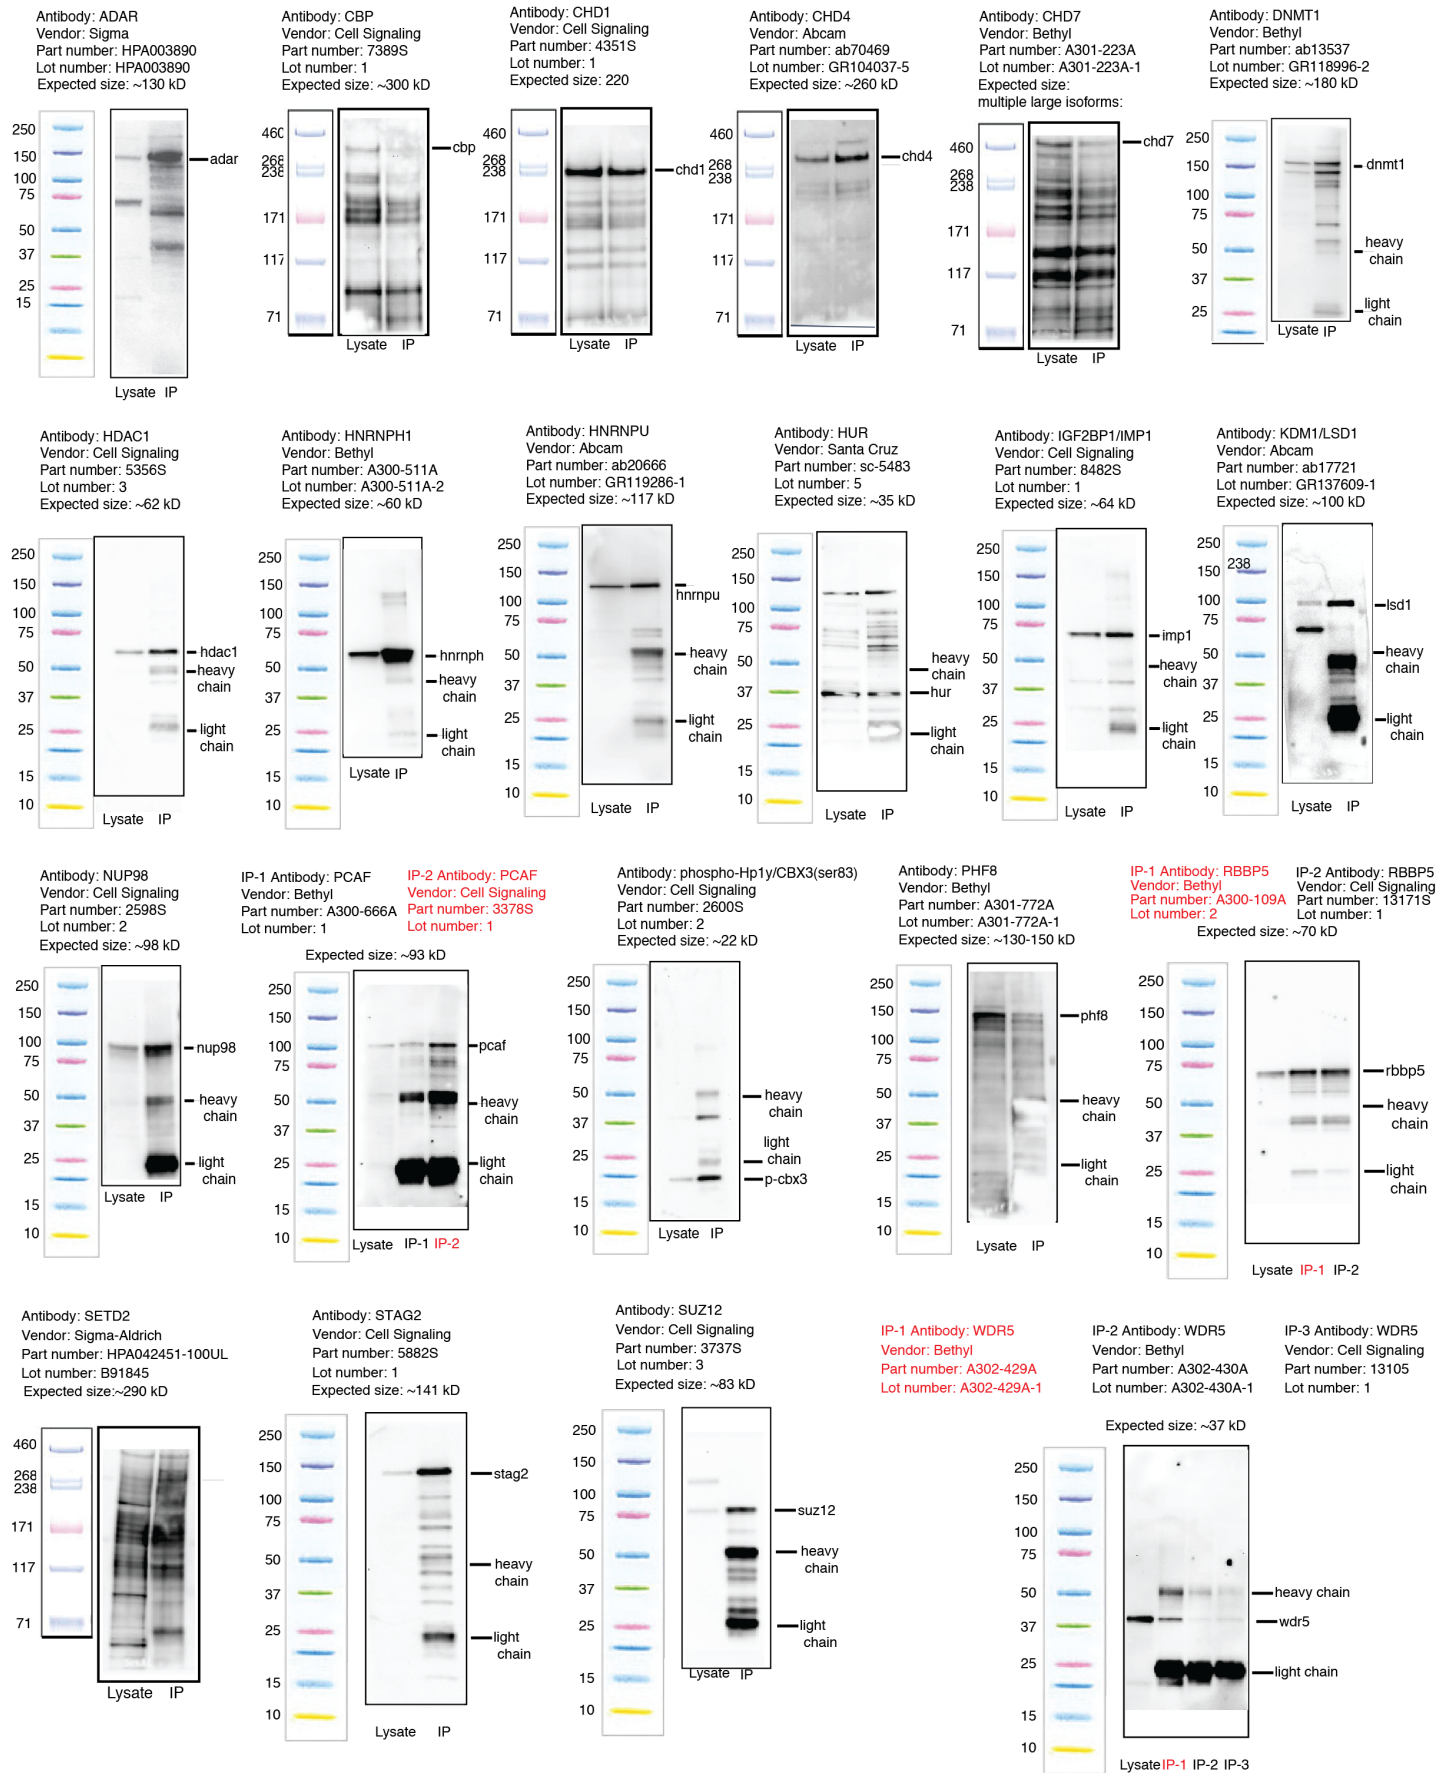 Antibody: ADAR
Vendor: Sigma
Part number: HPA003890
Lot number: HPA003890
Expected size: ~130 kD
250
150
100
75
50
37
25
15
adar
Lysate IP
Antibody: CBP
Vendor: Cell Signaling
Part number: 7389S
Lot number: 1
Expected size: ~300 kD
460
268
238
171
117
71
cbp
Lysate IP
Antibody: CHD1
Vendor: Cell Signaling
Part number: 4351S
Lot number: 1
Expected size: 220
460
268
238
171
117
71
chd1
Lysate IP
Antibody: CHD4
Vendor: Abcam
Part number: ab70469
Lot number: GR104037-5
Expected size: ~260 kD
460
268
238
171
117
71
chd4
Lysate IP
Antibody: CHD7
Vendor: Bethyl
Part number: A301-223A
Lot number: A301-223A-1
Expected size:
multiple large isoforms:
460
268
238
171
117
71
chd7
Lysate IP
Antibody: DNMT1
Vendor: Bethyl
Part number: ab13537
Lot number: GR118996-2
Expected size: ~180 kD
250
150
100
75
50
37
25
dnmt1
heavy
chain
light
chain
Lysate IP
Antibody: HDAC1
Vendor: Cell Signaling
Part number: 5356S
Lot number: 3
Expected size: ~62 kD
250
150
100
75
50
37
25
15
10
hdac1
heavy
chain
light
chain
Lysate IP
Antibody: HNRNPH1
Vendor: Bethyl
Part number: A300-511A
Lot number: A300-511A-2
Expected size: ~60 kD
250
150
100
75
50
37
25
15
10
hnrnph
heavy
chain
light
chain
Lysate IP
Antibody: HNRNPU
Vendor: Abcam
Part number: ab20666
Lot number: GR119286-1
Expected size: ~117 kD
250
150
100
75
50
37
25
15
10
hnrnpu
heavy
chain
light
chain
Lysate IP
Antibody: HUR
Vendor: Santa Cruz
Part number: sc-5483
Lot number: 5
Expected size: ~35 kD
250
150
100
75
50
37
25
15
10
heavy
chain
hur
light
chain
Lysate IP
Antibody: IGF2BP1/IMP1
Vendor: Cell Signaling
Part number: 8482S
Lot number: 1
Expected size: ~64 kD
250
150
100
75
50
37
25
15
10
imp1
heavy
chain
light
chain
Lysate IP
Antibody: KDM1/LSD1
Vendor: Abcam
Part number: ab17721
Lot number: GR137609-1
Expected size: ~100 kD
250
238
150
100
75
50
37
25
15
10
lsd1
heavy
chain
light
chain
Lysate IP
Antibody: NUP98
Vendor: Cell Signaling
Part number: 2598S
Lot number: 2
Expected size: ~98 kD
250
150
100
75
50
37
25
15
10
nup98
heavy
chain
light
chain
Lysate IP
IP-1 Antibody: PCAF
Vendor: Bethyl
Part number: A300-666A
Lot number: 1
IP-2 Antibody: PCAF
Vendor: Cell Signaling
Part number: 3378S
Lot number: 1
Expected size: ~93 kD
250
150
100
75
50
37
25
15
10
pcaf
heavy
chain
light
chain
Lysate IP-1 IP-2
Antibody: phospho-Hp1y/CBX3(ser83)
Vendor: Cell Signaling
Part number: 2600S
Lot number: 2
Expected size: ~22 kD
250
150
100
75
50
37
25
15
10
heavy
chain
light
chain
p-cbx3
Lysate IP
Antibody: PHF8
Vendor: Bethyl
Part number: A301-772A
Lot number: A301-772A-1
Expected size: ~130-150 kD
250
150
100
75
50
37
25
15
10
phf8
heavy
chain
light
chain
Lysate IP
IP-1 Antibody: RBBP5
Vendor: Bethyl
Part number: A300-109A
Lot number: 2
IP-2 Antibody: RBBP5
Vendor: Cell Signaling
Part number: 13171S
Lot number: 1
Expected size: ~70 kD
250
150
100
75
50
37
25
15
10
rbbp5
heavy
chain
light
chain
Lysate IP-1 IP-2
Antibody: SETD2
Vendor: Sigma-Aldrich
Part number: HPA042451-100UL
Lot number: B91845
Expected size:~290 kD
460
268
238
171
117
71
Lysate IP
Antibody: STAG2
Vendor: Cell Signaling
Part number: 5882S
Lot number: 1
Expected size: ~141 kD
250
150
100
75
50
37
25
15
10
stag2
heavy
chain
light
chain
Lysate IP
Antibody: SUZ12
Vendor: Cell Signaling
Part number: 3737S
Lot number: 3
Expected size: ~83 kD
250
150
100
75
50
37
25
15
10
suz12
heavy
chain
light
chain
Lysate IP
IP-1 Antibody: WDR5
Vendor: Bethyl
Part number: A302-429A
Lot number: A302-429A-1
IP-2 Antibody: WDR5
Vendor: Bethyl
Part number: A302-430A
Lot number: A302-430A-1
IP-3 Antibody: WDR5
Vendor: Cell Signaling
Part number: 13105
Lot number: 1
Expected size: ~37 kD
250
150
100
75
50
37
25
15
10
heavy chain
wdr5
light chain
Lysate IP-1 IP-2 IP-3